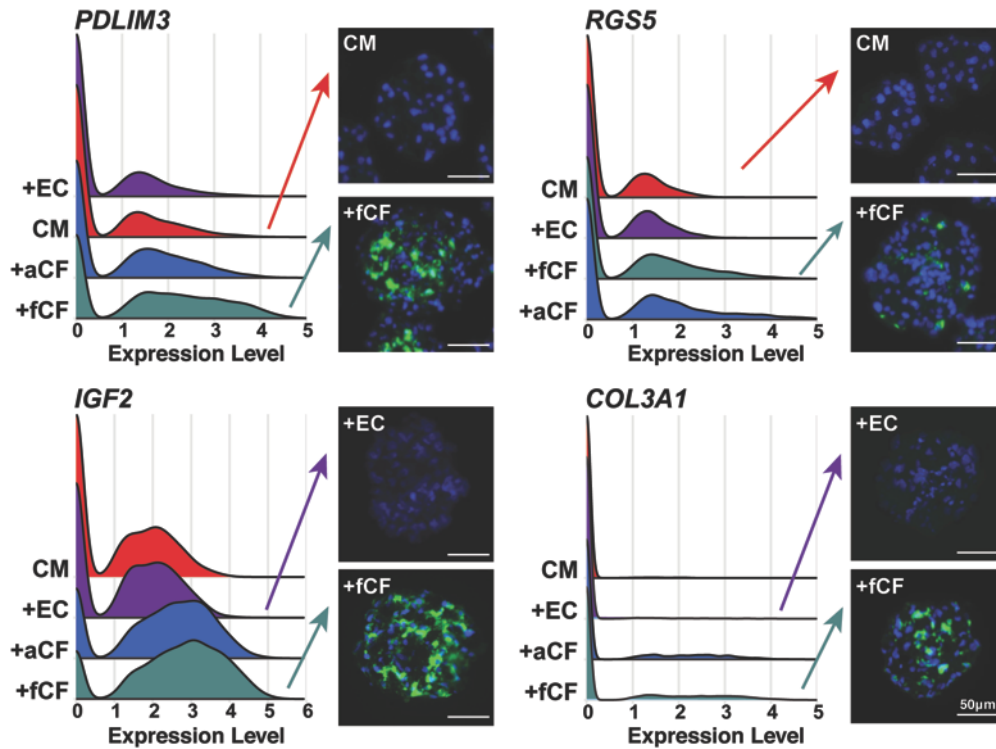 PDLIM3
+EC
CM
+aCF
+fCF
0 1 2 3 4 5
Expression Level
CM
+fCF
RGS5
CM
+EC
+fCF
+aCF
0 1 2 3 4 5
Expression Level
CM
+fCF
IGF2
CM
+EC
+aCF
+fCF
0 1 2 3 4 5 6
Expression Level
+EC
+fCF
COL3A1
CM
+EC
+aCF
+fCF
0 1 2 3 4 5
Expression Level
+EC
+fCF
50μm